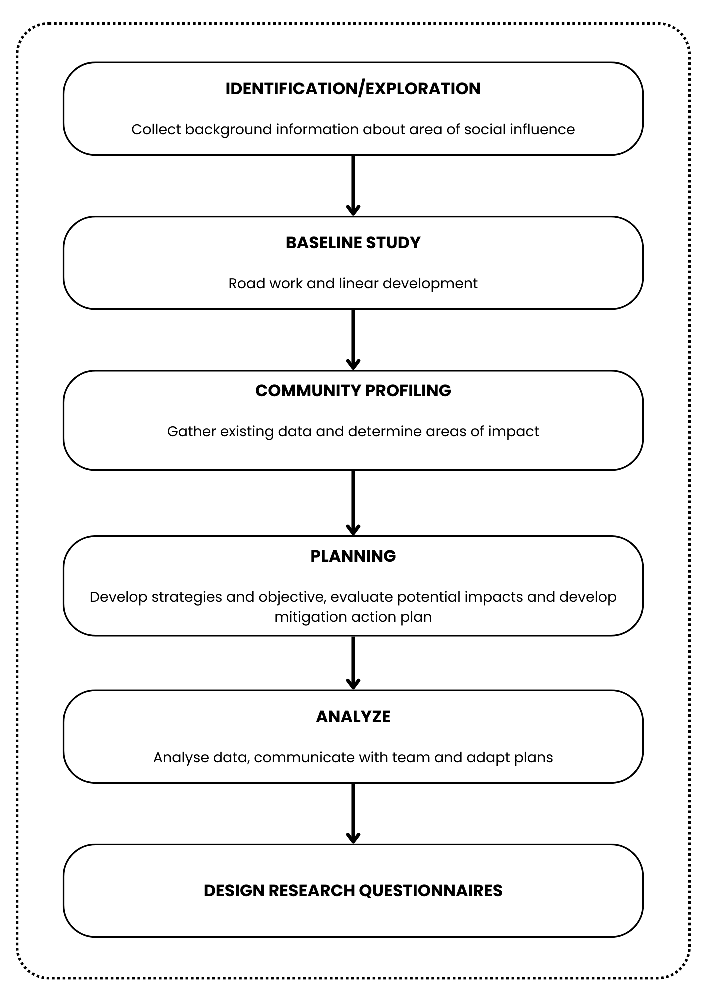 IDENTIFICATION/EXPLORATION
Collect background information about area of social influence
BASELINE STUDY
Road work and linear development
COMMUNITY PROFILING
Gather existing data and determine areas of impact
PLANNING
Develop strategies and objective, evaluate potential impacts and develop
mitigation action plan
ANALYZE
Analyse data, communicate with team and adapt plans
DESIGN RESEARCH QUESTIONNAIRES